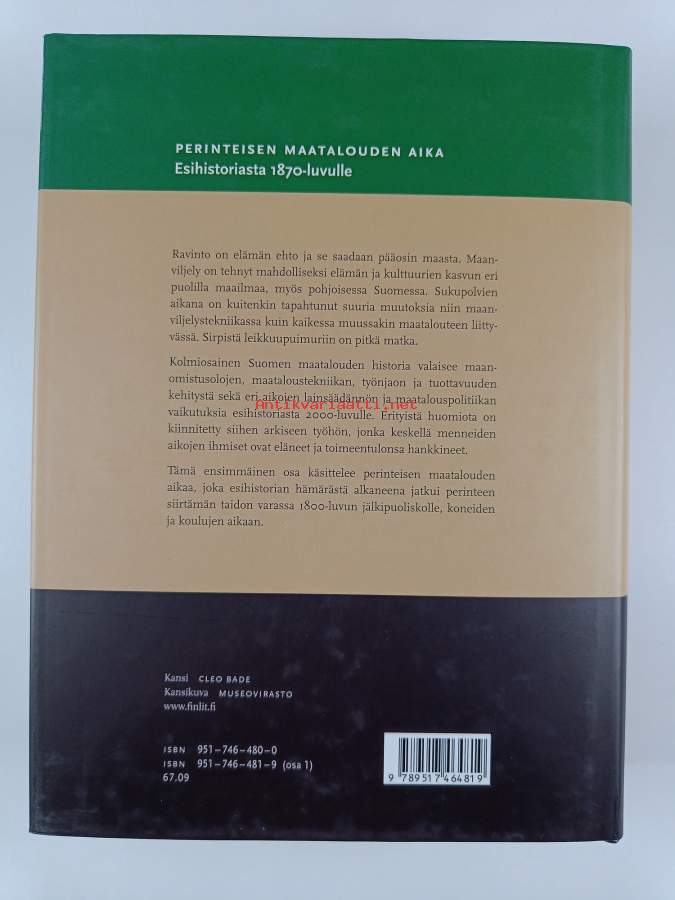 PERINTEISEN MAATALOUDEN AIKA
Esihistoriasta 1870-luvulle
Ravinto on elämän ehto ja se saadaan pääosin maasta. Maan-
viljely on tehnyt mahdolliseksi elämän ja kulttuurien kasvun eri
puolilla maailmaa, myös pohjoisessa Suomessa. Sukupolvien
aikana on kuitenkin tapahtunut suuria muutoksia niin maan-
viljelystekniikassa kuin kaikessa muussakin maatalouteen liitty-
vässä. Sirpistä leikkuupuimuriin on pitkä matka.
Kolmiosainen Suomen maatalouden historia valaisee maan-
omistusolojen, maataloustekniikan, työnjaon ja tuottavuuden
kehitystä sekä eri aikojen lainsäädännön ja maatalouspolitiikan
Antikvariaatti.net
vaikutuksia esihistoriasta 2000-luvulle. Erityistä huomiota on
kiinnitetty siihen arkiseen työhön, jonka keskellä menneiden
aikojen ihmiset ovat eläneet ja toimeentulonsa hankkineet.
Tämä ensimmäinen osa käsittelee perinteisen maatalouden
aikaa, joka esihistorian hämärästä alkaneena jatkui perinteen
siirtämän taidon varassa 1800-luvun jälkipuoliskolle, koneiden
ja koulujen aikaan.
Kansi CLEO BADE
Kansikuva MUSEOVIRASTO
www.finlit.fi
ISBN 951-746-480-0
ISBN 951-746-481-9 (osa 1)
67.09
9 789517 464819